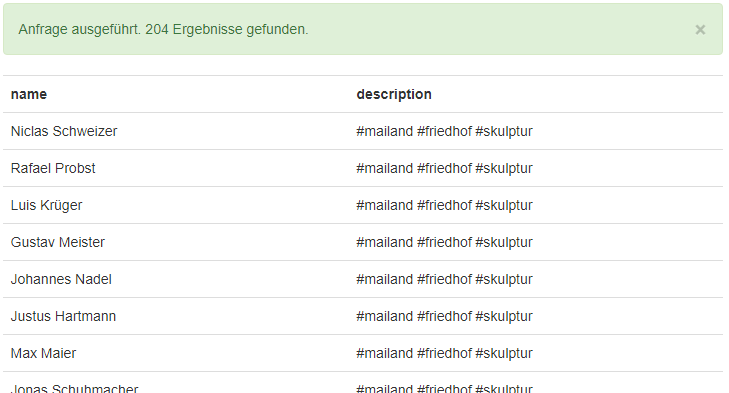 Anfrage ausgeführt. 204 Ergebnisse gefunden. ×
name description
Niclas Schweizer #mailand #friedhof #skulptur
Rafael Probst #mailand #friedhof #skulptur
Luis Krüger #mailand #friedhof #skulptur
Gustav Meister #mailand #friedhof #skulptur
Johannes Nadel #mailand #friedhof #skulptur
Justus Hartmann #mailand #friedhof #skulptur
Max Maier #mailand #friedhof #skulptur
Jonas Schuhmacher #mailand #friedhof #skulptur